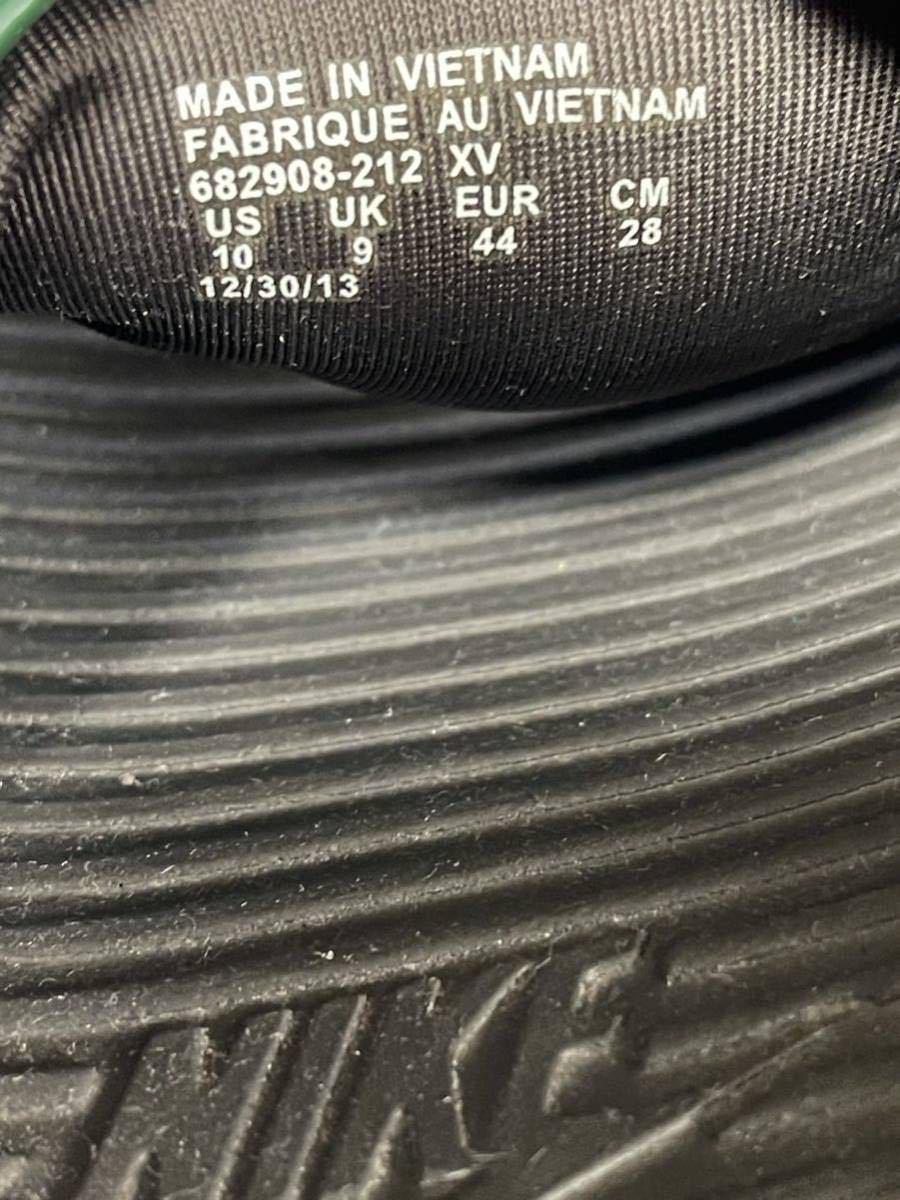 MADE IN VIETNAM
FABRIQUE AU VIETNAM
682908-212 XV
US UK EUR CM
10 9 44 28
12/30/13